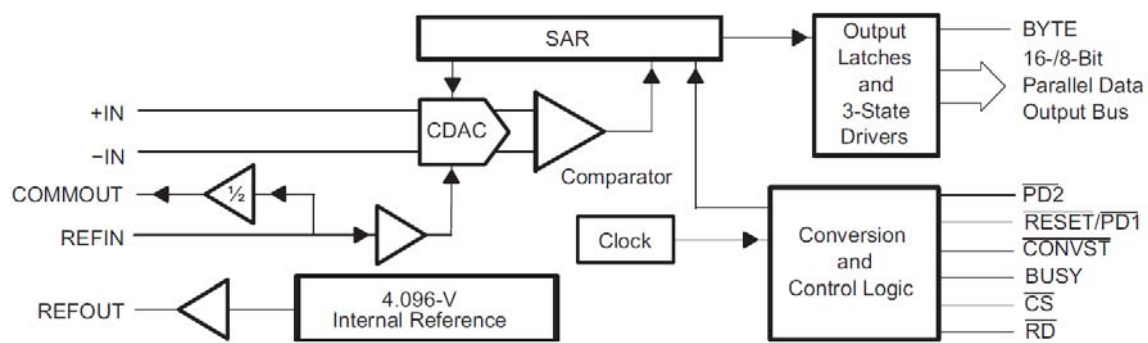 SAR
Output
Latches
and
3-State
Drivers
BYTE
16-/8-Bit
Parallel Data
Output Bus
+IN
−IN
CDAC
Comparator
COMMOUT
½
REFIN
REFOUT
4.096-V
Internal Reference
Clock
Conversion
and
Control Logic
PD2
RESET/PD1
CONVST
BUSY
CS
RD